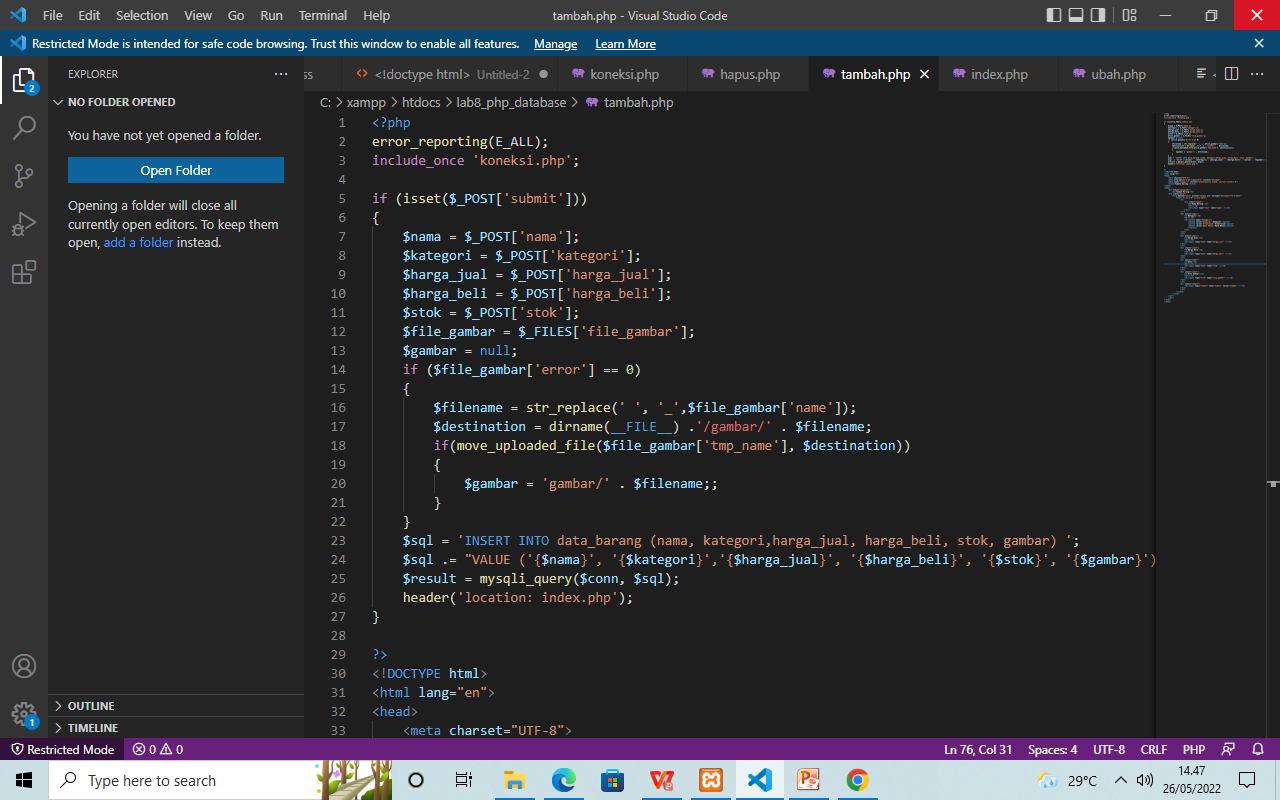 File Edit Selection View Go Run Terminal Help tambah.php - Visual Studio Code
Restricted Mode is intended for safe code browsing. Trust this window to enable all features. Manage Learn More
EXPLORER
ss <!doctype html> Untitled-2 koneksi.php hapus.php tambah.php index.php ubah.php
NO FOLDER OPENED
C: > xampp > htdocs > lab8_php_database > tambah.php
You have not yet opened a folder.
Open Folder
Opening a folder will close all
currently open editors. To keep them
open, add a folder instead.
1 <?php
2 error_reporting(E_ALL);
3 include_once 'koneksi.php';
4
5 if (isset($_POST['submit']))
6 {
7 $nama = $_POST['nama'];
8 $kategori = $_POST['kategori'];
9 $harga_jual = $_POST['harga_jual'];
10 $harga_beli = $_POST['harga_beli'];
11 $stok = $_POST['stok'];
12 $file_gambar = $_FILES['file_gambar'];
13 $gambar = null;
14 if ($file_gambar['error'] == 0)
15 {
16 $filename = str_replace(' ', '_',$file_gambar['name']);
17 $destination = dirname(__FILE__) .'/gambar/' . $filename;
18 if(move_uploaded_file($file_gambar['tmp_name'], $destination))
19 {
20 $gambar = 'gambar/' . $filename;;
21 }
22 }
23 $sql = 'INSERT INTO data_barang (nama, kategori,harga_jual, harga_beli, stok, gambar) ';
24 $sql .= "VALUE ('{$nama}', '{$kategori}','{$harga_jual}', '{$harga_beli}', '{$stok}', '{$gambar}')
25 $result = mysqli_query($conn, $sql);
26 header('location: index.php');
27 }
28
29 ?>
30 <!DOCTYPE html>
31 <html lang="en">
32 <head>
33 <meta charset="UTF-8">
OUTLINE
TIMELINE
2
1
Restricted Mode 0 0 Ln 76, Col 31 Spaces: 4 UTF-8 CRLF PHP
Type here to search 29°C 14.47
26/05/2022